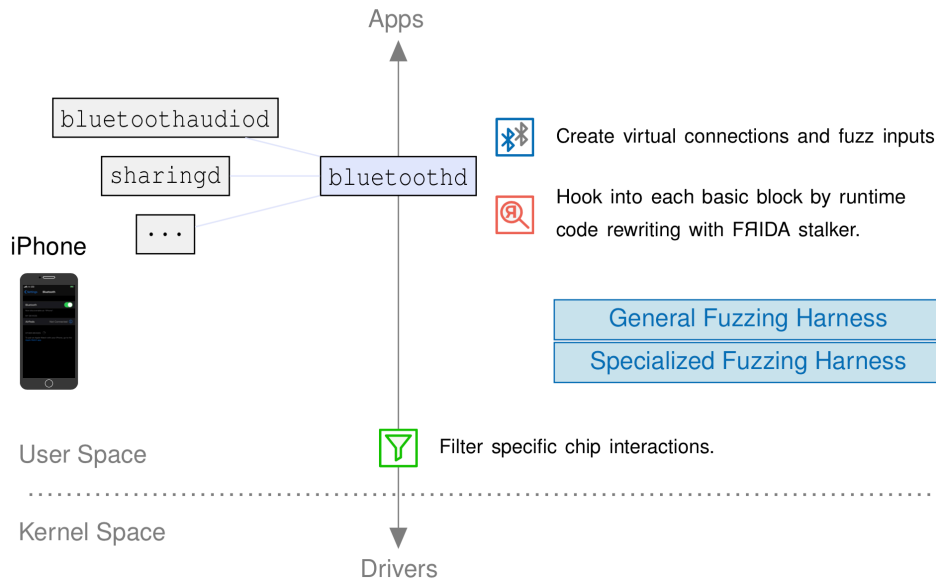 Apps
bluetoothaudiod
sharingd
bluetoothd
...
Create virtual connections and fuzz inputs
Hook into each basic block by runtime
code rewriting with FЯIDA stalker.
iPhone
General Fuzzing Harness
Specialized Fuzzing Harness
User Space
Filter specific chip interactions.
Kernel Space
Drivers